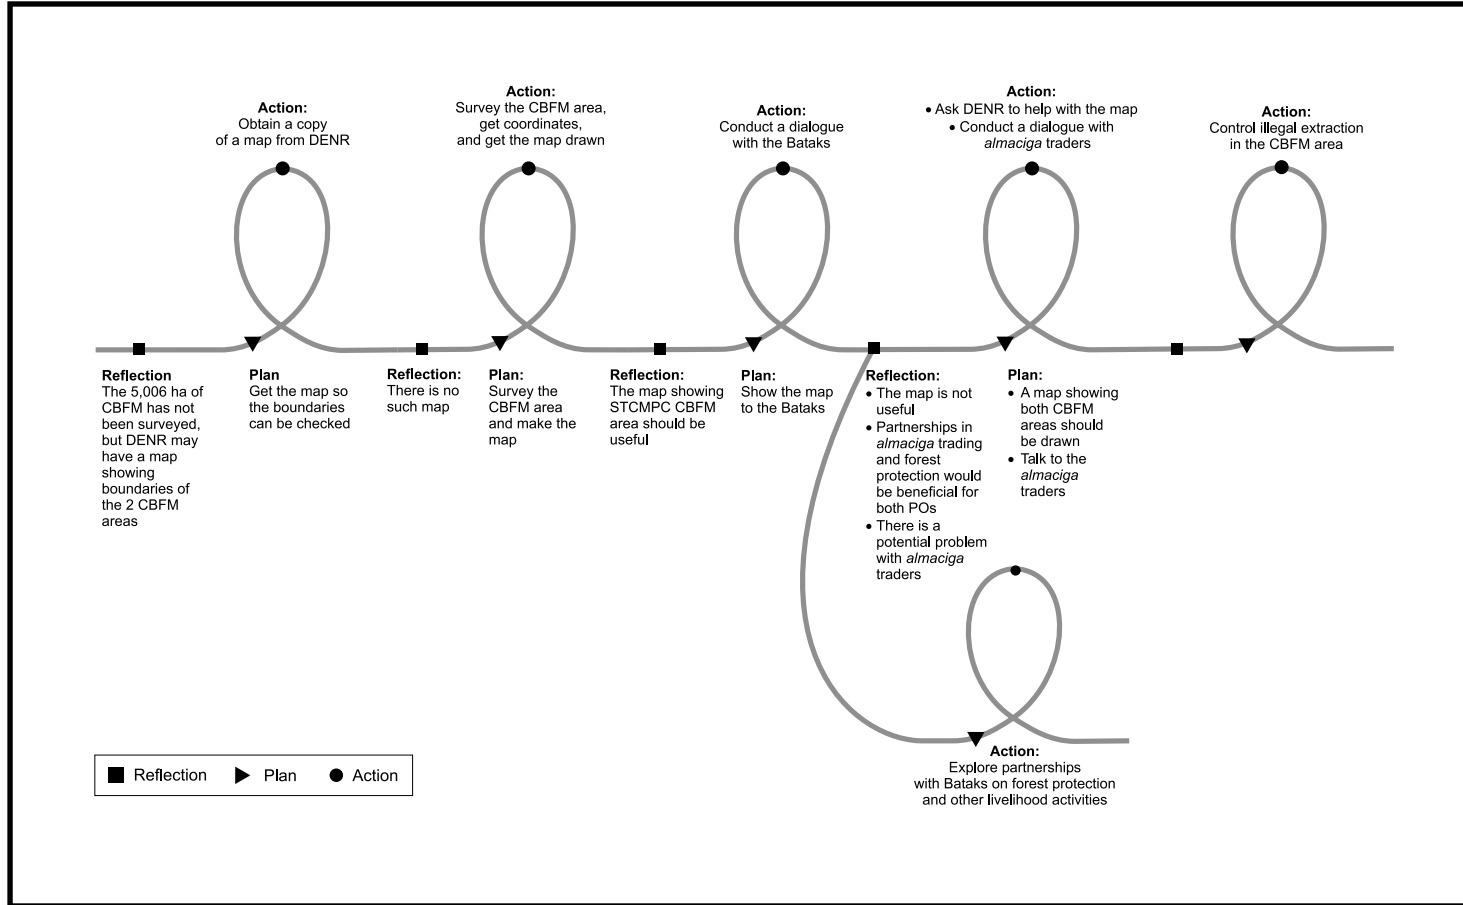 Action:
Obtain a copy
of a map from DENR
Action:
Survey the CBFM area,
get coordinates,
and get the map drawn
Action:
Conduct a dialogue
with the Bataks
Action:
• Ask DENR to help with the map
• Conduct a dialogue with
almaciga traders
Action:
Control illegal extraction
in the CBFM area
Reflection
The 5,006 ha of
CBFM has not
been surveyed,
but DENR may
have a map
showing
boundaries of
the 2 CBFM
areas
Plan
Get the map so
the boundaries
can be checked
Reflection:
There is no
such map
Plan:
Survey the
CBFM area
and make the
map
Reflection:
The map showing
STCMPC CBFM
area should be
useful
Plan:
Show the map
to the Bataks
Reflection:
• The map is not
useful
• Partnerships in
almaciga trading
and forest
protection would
be beneficial for
both POs
• There is a
potential problem
with almaciga
traders
Plan:
• A map showing
both CBFM
areas should
be drawn
• Talk to the
almaciga
traders
Action:
Explore partnerships
with Bataks on forest protection
and other livelihood activities
Reflection Plan Action